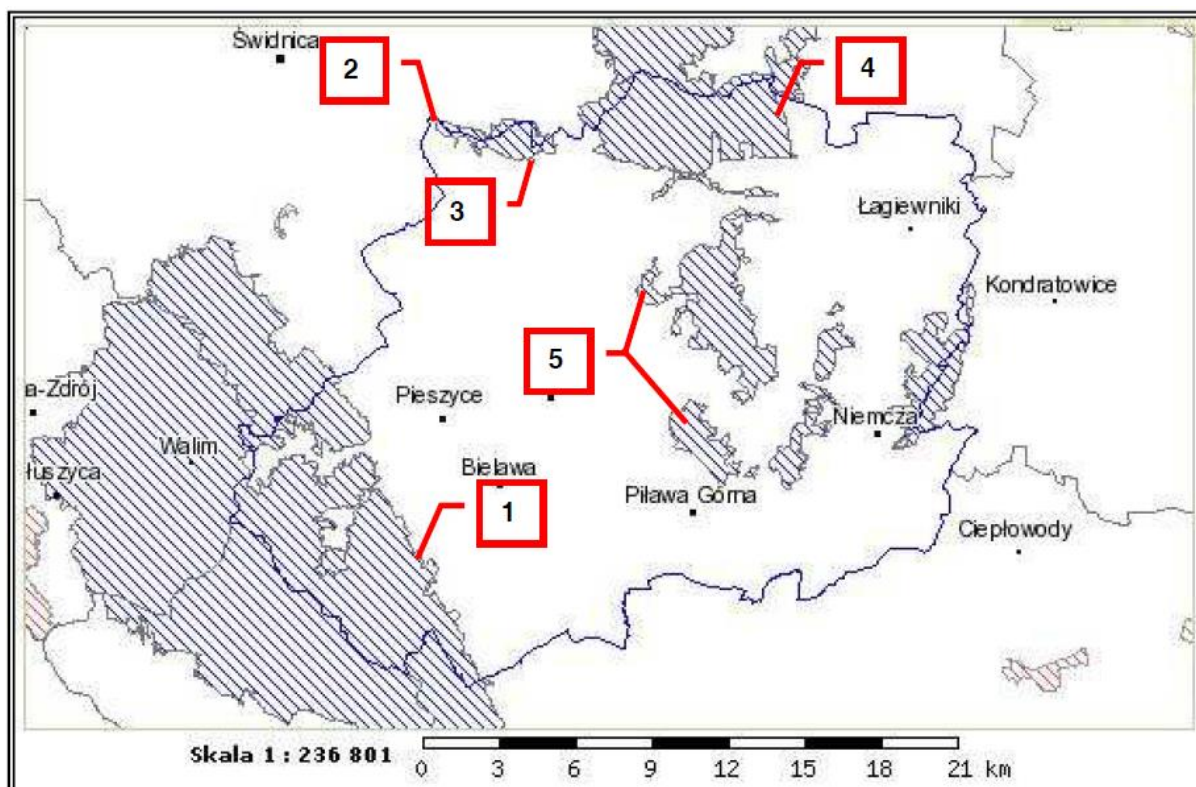 Świdnica
2
4
3
Łagiewniki
Kondratowice
5
a-Zdrój
Pieszyce
Niemcza
Walim
Bielawa
łuszyca
Piława Górna
1
Ciepłowody
Skala 1 : 236 801
0 3 6 9 12 15 18 21 km